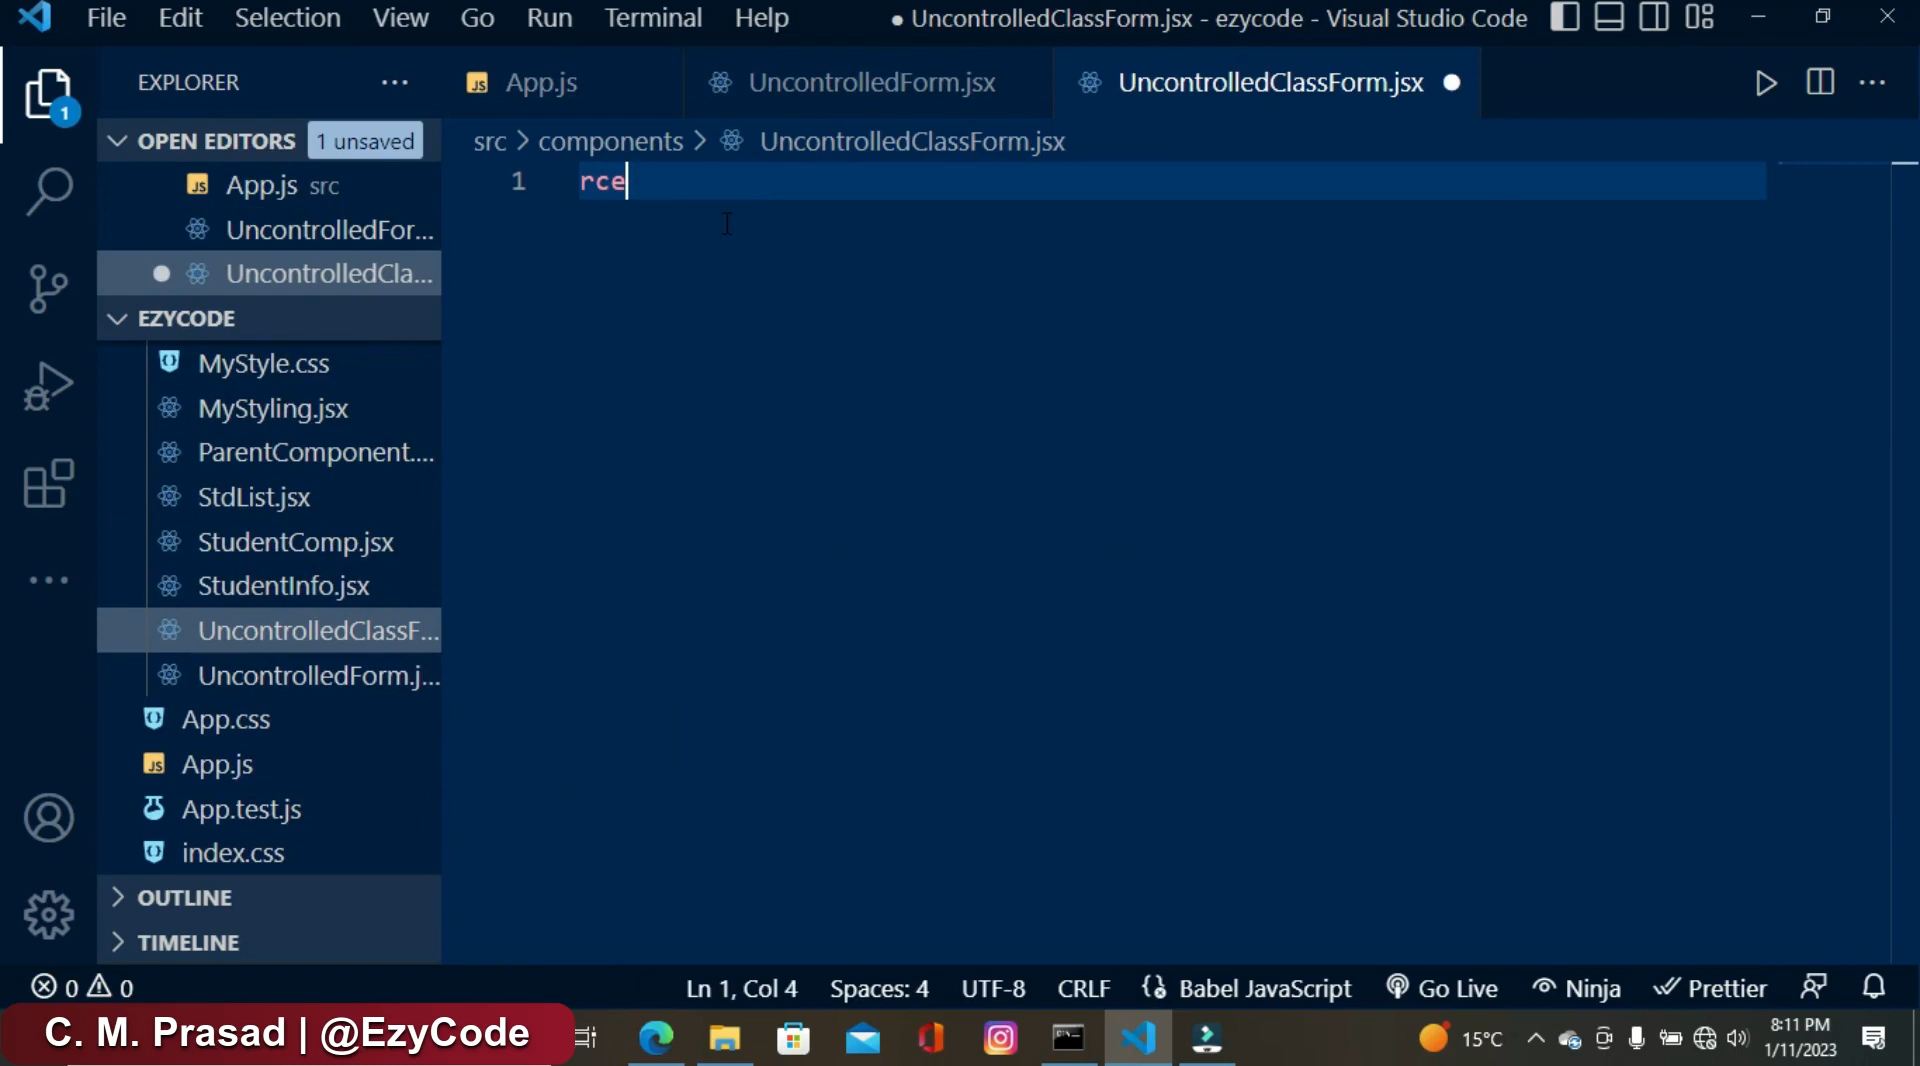 File Edit Selection View Go Run Terminal Help ● UncontrolledClassForm.jsx - ezycode - Visual Studio Code
EXPLORER
App.js UncontrolledForm.jsx UncontrolledClassForm.jsx
OPEN EDITORS 1 unsaved
src > components > UncontrolledClassForm.jsx
App.js src
1 rce
UncontrolledFor...
UncontrolledCla...
EZYCODE
MyStyle.css
MyStyling.jsx
ParentComponent....
StdList.jsx
StudentComp.jsx
StudentInfo.jsx
UncontrolledClassF...
UncontrolledForm.j...
App.css
App.js
App.test.js
index.css
OUTLINE
TIMELINE
0 0 Ln 1, Col 4 Spaces: 4 UTF-8 CRLF Babel JavaScript Go Live Ninja Prettier
C. M. Prasad | @EzyCode
15°C
8:11 PM
1/11/2023